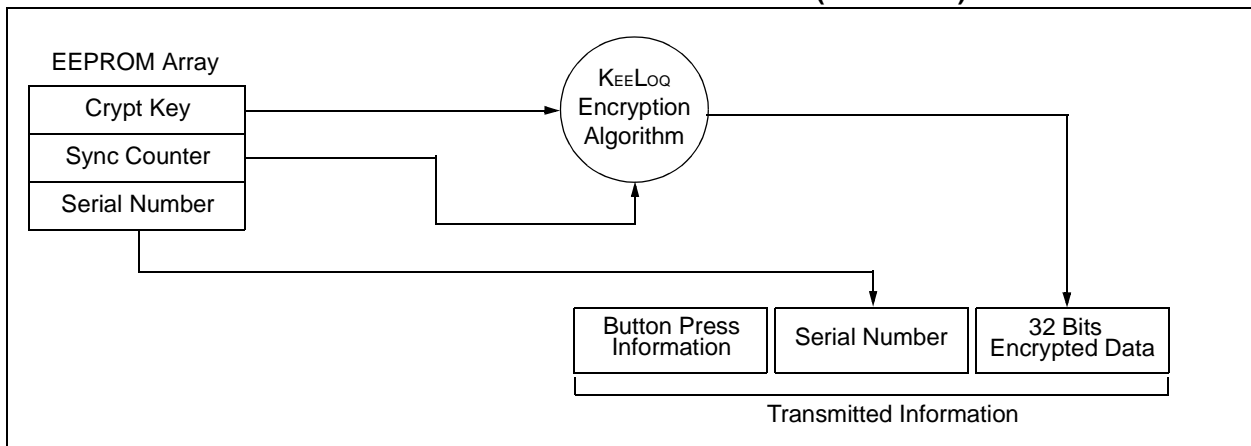 EEPROM Array
Crypt Key
Sync Counter
Serial Number
KEELOQ
Encryption
Algorithm
Button Press
Information
Serial Number
32 Bits
Encrypted Data
Transmitted Information